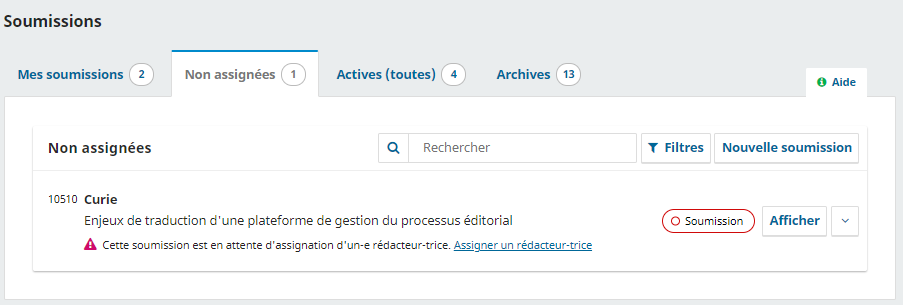 Soumissions
Mes soumissions 2 Non assignées 1 Actives (toutes) 4 Archives 13
Aide
Non assignées Rechercher Filtres Nouvelle soumission
10510 Curie
Enjeux de traduction d'une plateforme de gestion du processus éditorial
Soumission Afficher
Cette soumission est en attente d'assignation d'un-e rédacteur-trice. Assigner un rédacteur-trice